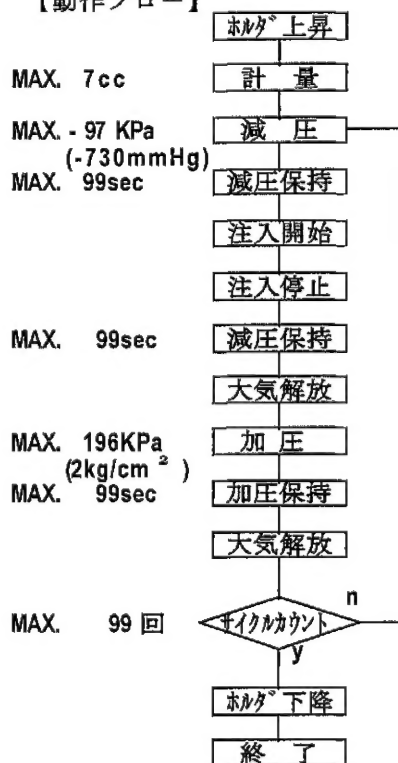 【動作フロー】
ﾎﾙﾀﾞ上昇
MAX. 7cc 計 量
MAX. - 97 KPa 減 圧
(-730mmHg)
MAX. 99sec 減圧保持
注入開始
注入停止
MAX. 99sec 減圧保持
大気解放
MAX. 196KPa 加 圧
(2kg/cm²)
MAX. 99sec 加圧保持
大気解放
n
MAX. 99 回 ｻｲｸﾙｶｳﾝﾄ
y
ﾎﾙﾀﾞ下降
終 了